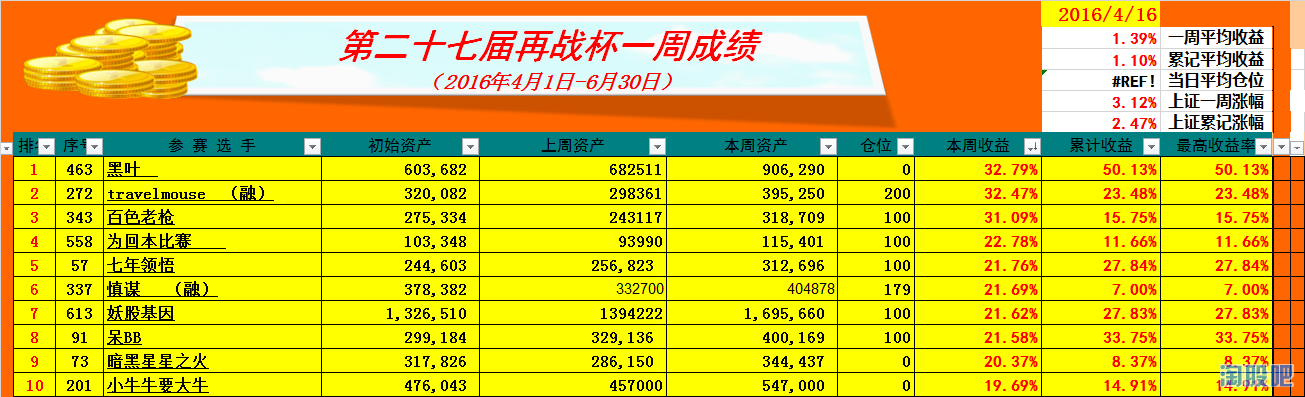 2016/4/16
第二十七届再战杯一周成绩
(2016年4月1日-6月30日)
1.39% 一周平均收益
1.10% 累记平均收益
#REF! 当日平均仓位
3.12% 上证一周涨幅
2.47% 上证累记涨幅
排名 序号 参 赛 选 手 初始资产 上周资产 本周资产 仓位 本周收益 累计收益 最高收益率
1 463 黑叶 603,682 682511 906,290 0 32.79% 50.13% 50.13%
2 272 travelmouse (融) 320,082 298361 395,250 200 32.47% 23.48% 23.48%
3 343 百色老枪 275,334 243117 318,709 100 31.09% 15.75% 15.75%
4 558 为回本比赛 103,348 93990 115,401 100 22.78% 11.66% 11.66%
5 57 七年领悟 244,603 256,823 312,696 100 21.76% 27.84% 27.84%
6 337 慎谋 (融) 378,382 332700 404878 179 21.69% 7.00% 7.00%
7 613 妖股基因 1,326,510 1394222 1,695,660 100 21.62% 27.83% 27.83%
8 91 呆BB 299,184 329,136 400,169 100 21.58% 33.75% 33.75%
9 73 暗黑星星之火 317,826 286,150 344,437 0 20.37% 8.37% 8.37%
10 201 小牛牛要大牛 476,043 457000 547,000 0 19.69% 14.91% 14.91%
淘股吧